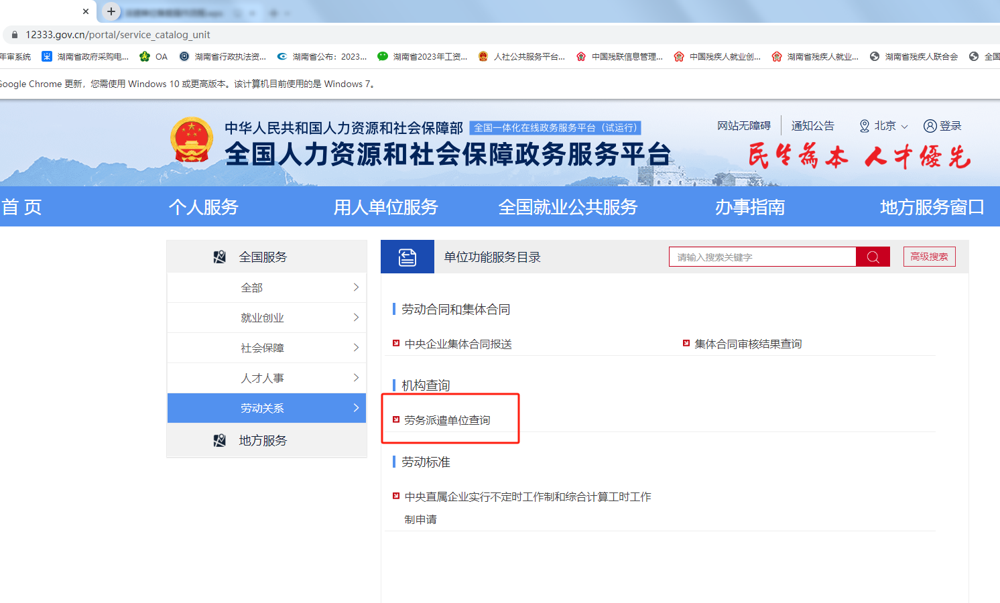 12333.gov.cn/portal/service_catalog_unit
年审系统 湖南省政府采购电... OA 湖南省行政执法资... 湖南省公布：2023... 湖南省2023年工资... 人社公共服务平台... 中国残联信息管理... 中国残疾人就业创... 湖南省残疾人就业... 湖南省残疾人联合会 全国
Google Chrome 更新，您需使用 Windows 10 或更高版本。该计算机目前使用的是 Windows 7。
中华人民共和国人力资源和社会保障部 全国一体化在线政务服务平台（试运行） 网站无障碍 通知公告 北京 登录
全国人力资源和社会保障政务服务平台 民生为本 人才優先
首页 个人服务 用人单位服务 全国就业公共服务 办事指南 地方服务窗口
全国服务
全部
就业创业
社会保障
人才人事
劳动关系
地方服务
单位功能服务目录 请输入搜索关键字 高级搜索
劳动合同和集体合同
中央企业集体合同报送 集体合同审核结果查询
机构查询
劳务派遣单位查询
劳动标准
中央直属企业实行不定时工作制和综合计算工时工作
制申请